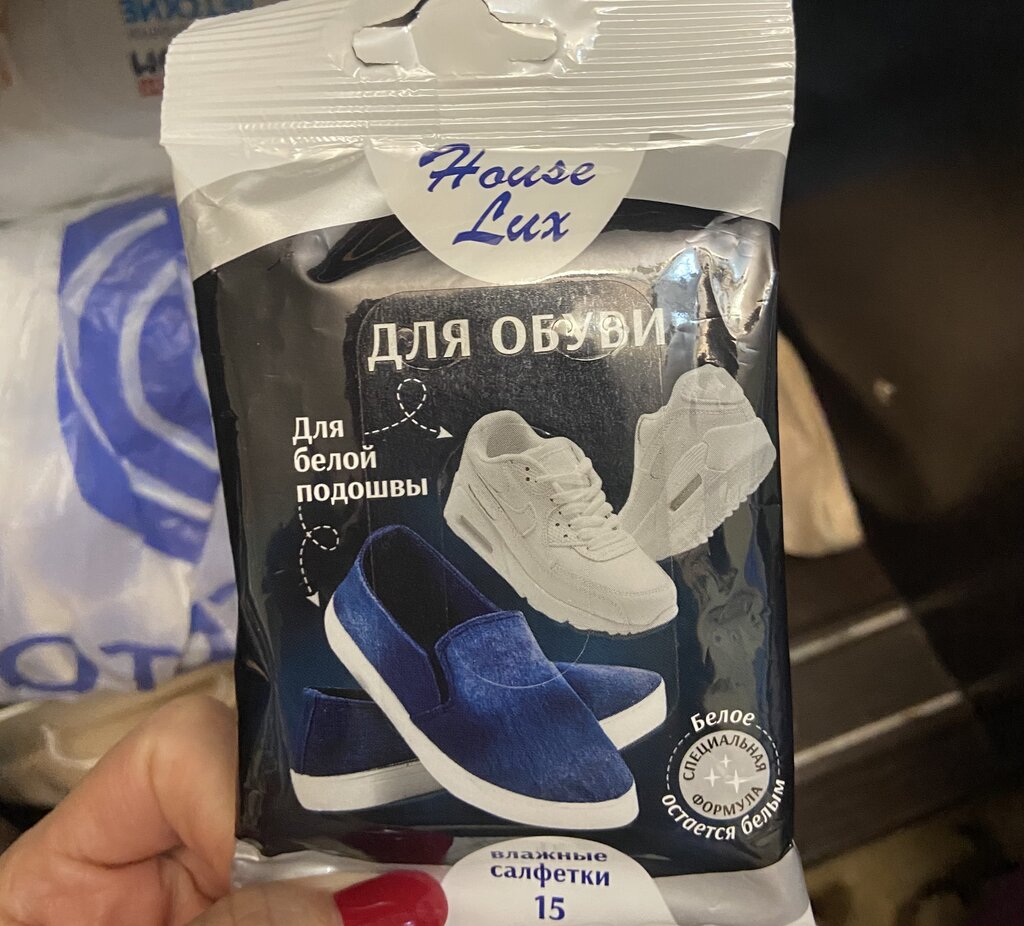 House
Lux
ДЛЯ ОБУВИ
Для
белой
подошвы
Белое
СПЕЦИАЛЬНАЯ
ФОРМУЛА
остается белым
влажные
салфетки
15